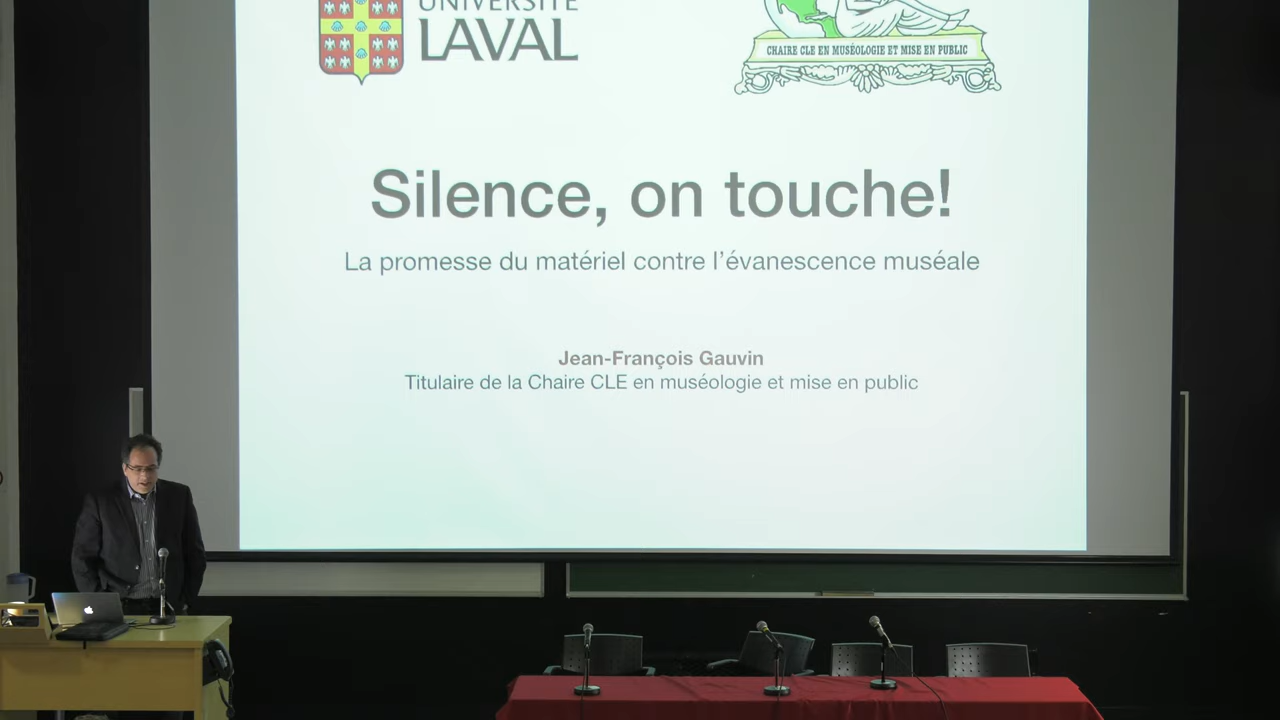 UNIVERSITÉ
LAVAL
CHAIRE CLE EN MUSÉOLOGIE ET MISE EN PUBLIC
Silence, on touche!
La promesse du matériel contre l'évanescence muséale
Jean-François Gauvin
Titulaire de la Chaire CLE en muséologie et mise en public